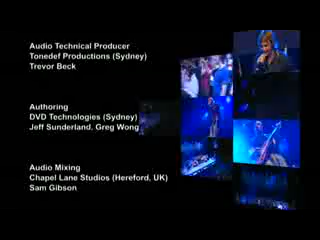 Audio Technical Producer
Tonedef Productions (Sydney)
Trevor Beck
Authoring
DVD Technologies (Sydney)
Jeff Sunderland, Greg Wong
Audio Mixing
Chapel Lane Studios (Hereford, UK)
Sam Gibson